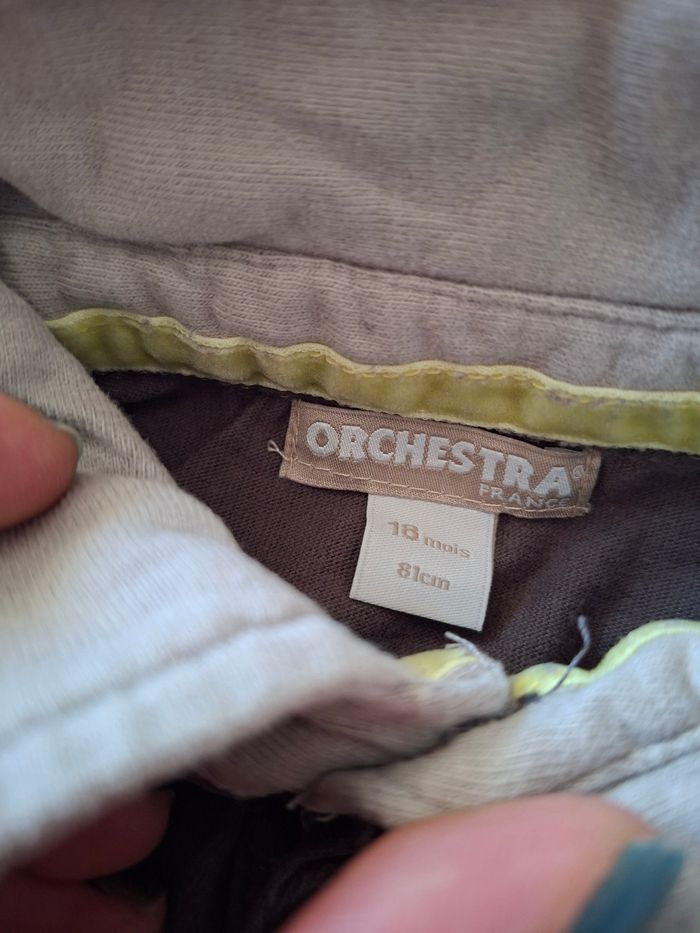 ORCHESTRA
FRANCE
18 mois
81cm